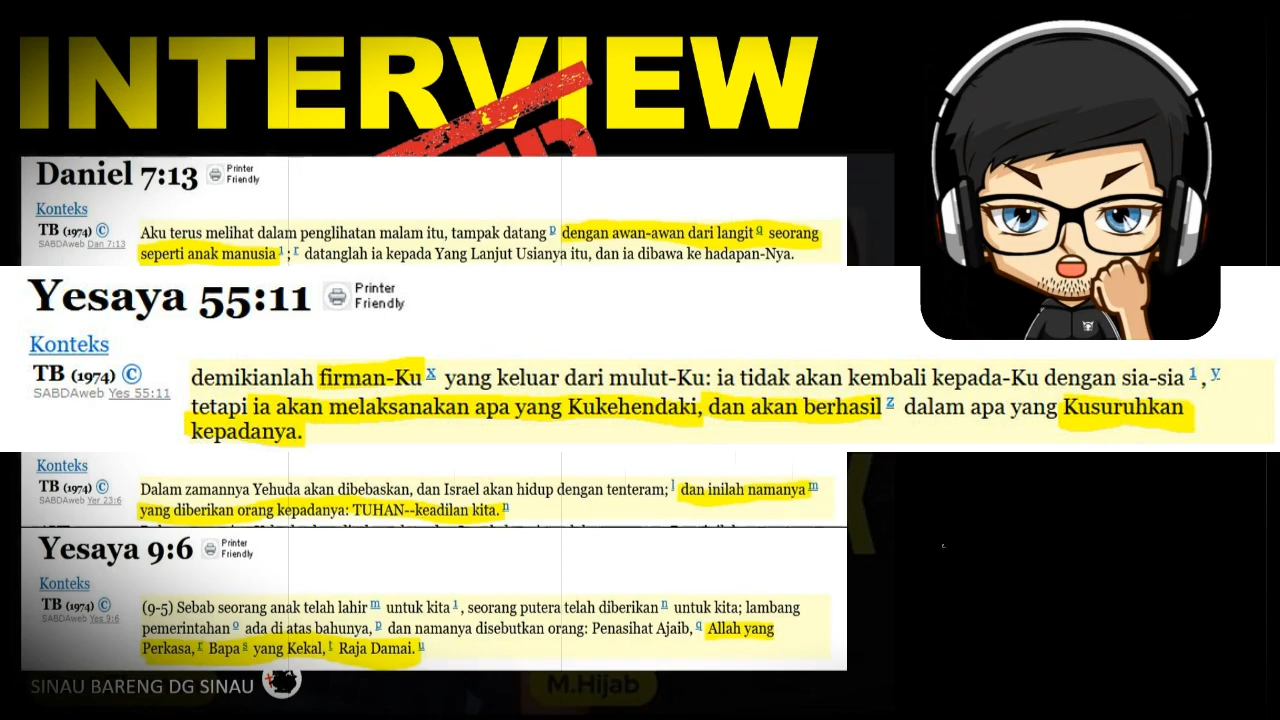 INTERVIEW
Daniel 7:13 Printer Friendly
Konteks
TB (1974) © Aku terus melihat dalam penglihatan malam itu, tampak datang p dengan awan-awan dari langit q seorang
SABDAweb Dan 7:13
seperti anak manusia 1 ; r datanglah ia kepada Yang Lanjut Usianya itu, dan ia dibawa ke hadapan-Nya.
Yesaya 55:11 Printer Friendly
Konteks
TB (1974) © demikianlah firman-Ku x yang keluar dari mulut-Ku: ia tidak akan kembali kepada-Ku dengan sia-sia 1 , y
SABDAweb Yes 55:11
tetapi ia akan melaksanakan apa yang Kukehendaki, dan akan berhasil z dalam apa yang Kusuruhkan
kepadanya.
Konteks
TB (1974) © Dalam zamannya Yehuda akan dibebaskan, dan Israel akan hidup dengan tenteram; l dan inilah namanya m
SABDAweb Yer 23:6
yang diberikan orang kepadanya: TUHAN--keadilan kita. n
Yesaya 9:6 Printer Friendly
Konteks
TB (1974) © (9-5) Sebab seorang anak telah lahir m untuk kita 1 , seorang putera telah diberikan n untuk kita; lambang
SABDAweb Yes 9:6
pemerintahan o ada di atas bahunya, p dan namanya disebutkan orang: Penasihat Ajaib, q Allah yang
Perkasa, r Bapa s yang Kekal, t Raja Damai. u
SINAU BARENG DG SINAU
M.Hijab